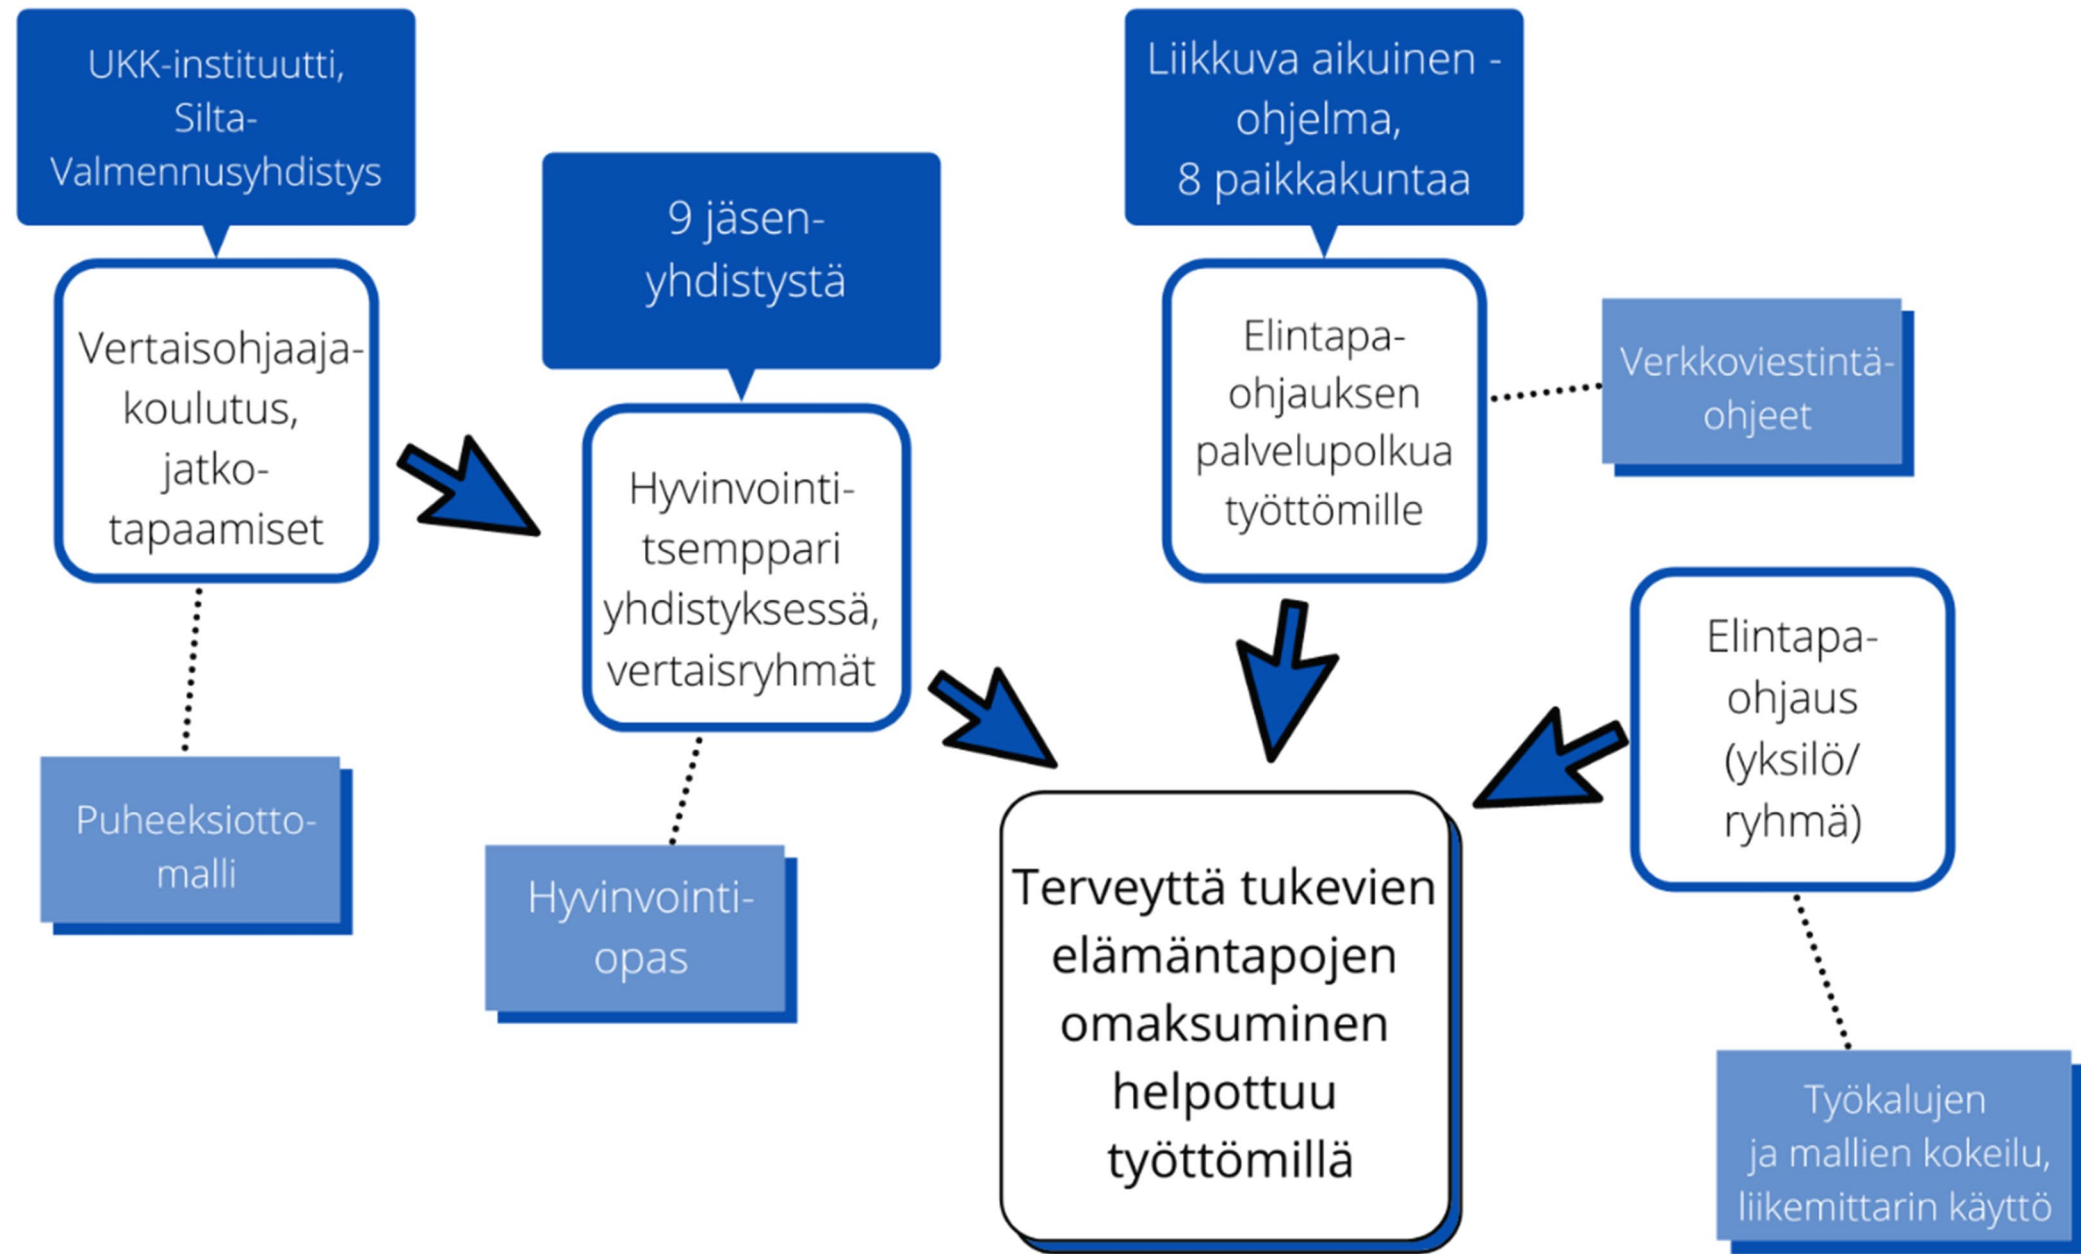 UKK-instituutti,
Silta-
Valmennusyhdistys
Vertaisohjaaja-
koulutus,
jatko-
tapaamiset
Puheeksiotto-
malli
9 jäsen-
yhdistystä
Hyvinvointi-
tsemppari
yhdistyksessä,
vertaisryhmät
Hyvinvointi-
opas
Liikkuva aikuinen -
ohjelma,
8 paikkakuntaa
Elintapa-
ohjauksen
palvelupolkua
työttömille
Verkkoviestintä-
ohjeet
Elintapa-
ohjaus
(yksilö/
ryhmä)
Työkalujen
ja mallien kokeilu,
liikemittarin käyttö
Terveyttä tukevien
elämäntapojen
omaksuminen
helpottuu
työttömillä